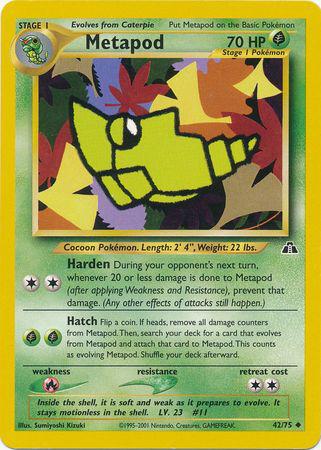 STAGE 1 Evolves from Caterpie Put Metapod on the Basic Pokémon
Metapod 70 HP
Stage 1 Pokémon
Cocoon Pokémon. Length: 2' 4", Weight: 22 lbs.
Harden During your opponent's next turn,
whenever 20 or less damage is done to Metapod
(after applying Weakness and Resistance), prevent that
damage. (Any other effects of attacks still happen.)
Hatch Flip a coin. If heads, remove all damage counters
from Metapod. Then, search your deck for a card that evolves
from Metapod and attach that card to Metapod. This counts
as evolving Metapod. Shuffle your deck afterward.
weakness resistance retreat cost
Inside the shell, it is soft and weak as it prepares to evolve. It
stays motionless in the shell. LV. 23 #11
Illus. Sumiyoshi Kizuki ©1995-2001 Nintendo, Creatures, GAMEFREAK. 42/75